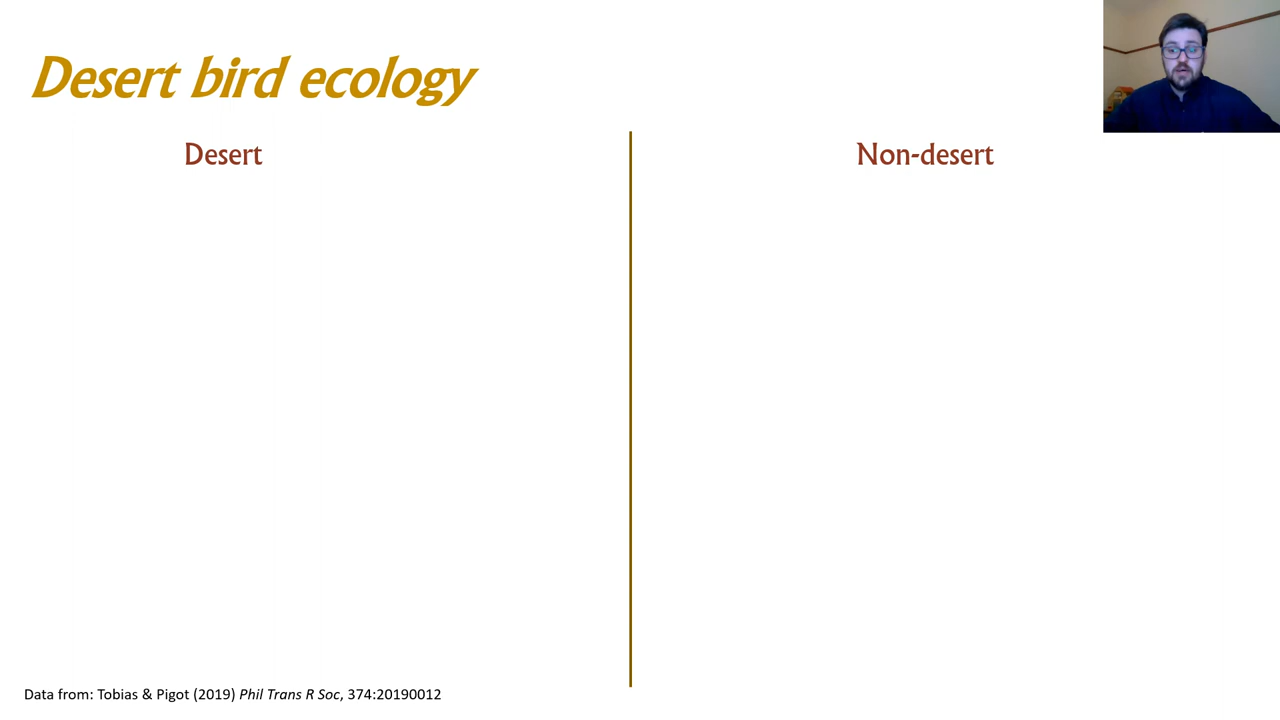 Desert bird ecology
Desert
Non-desert
Data from: Tobias & Pigot (2019) Phil Trans R Soc, 374:20190012